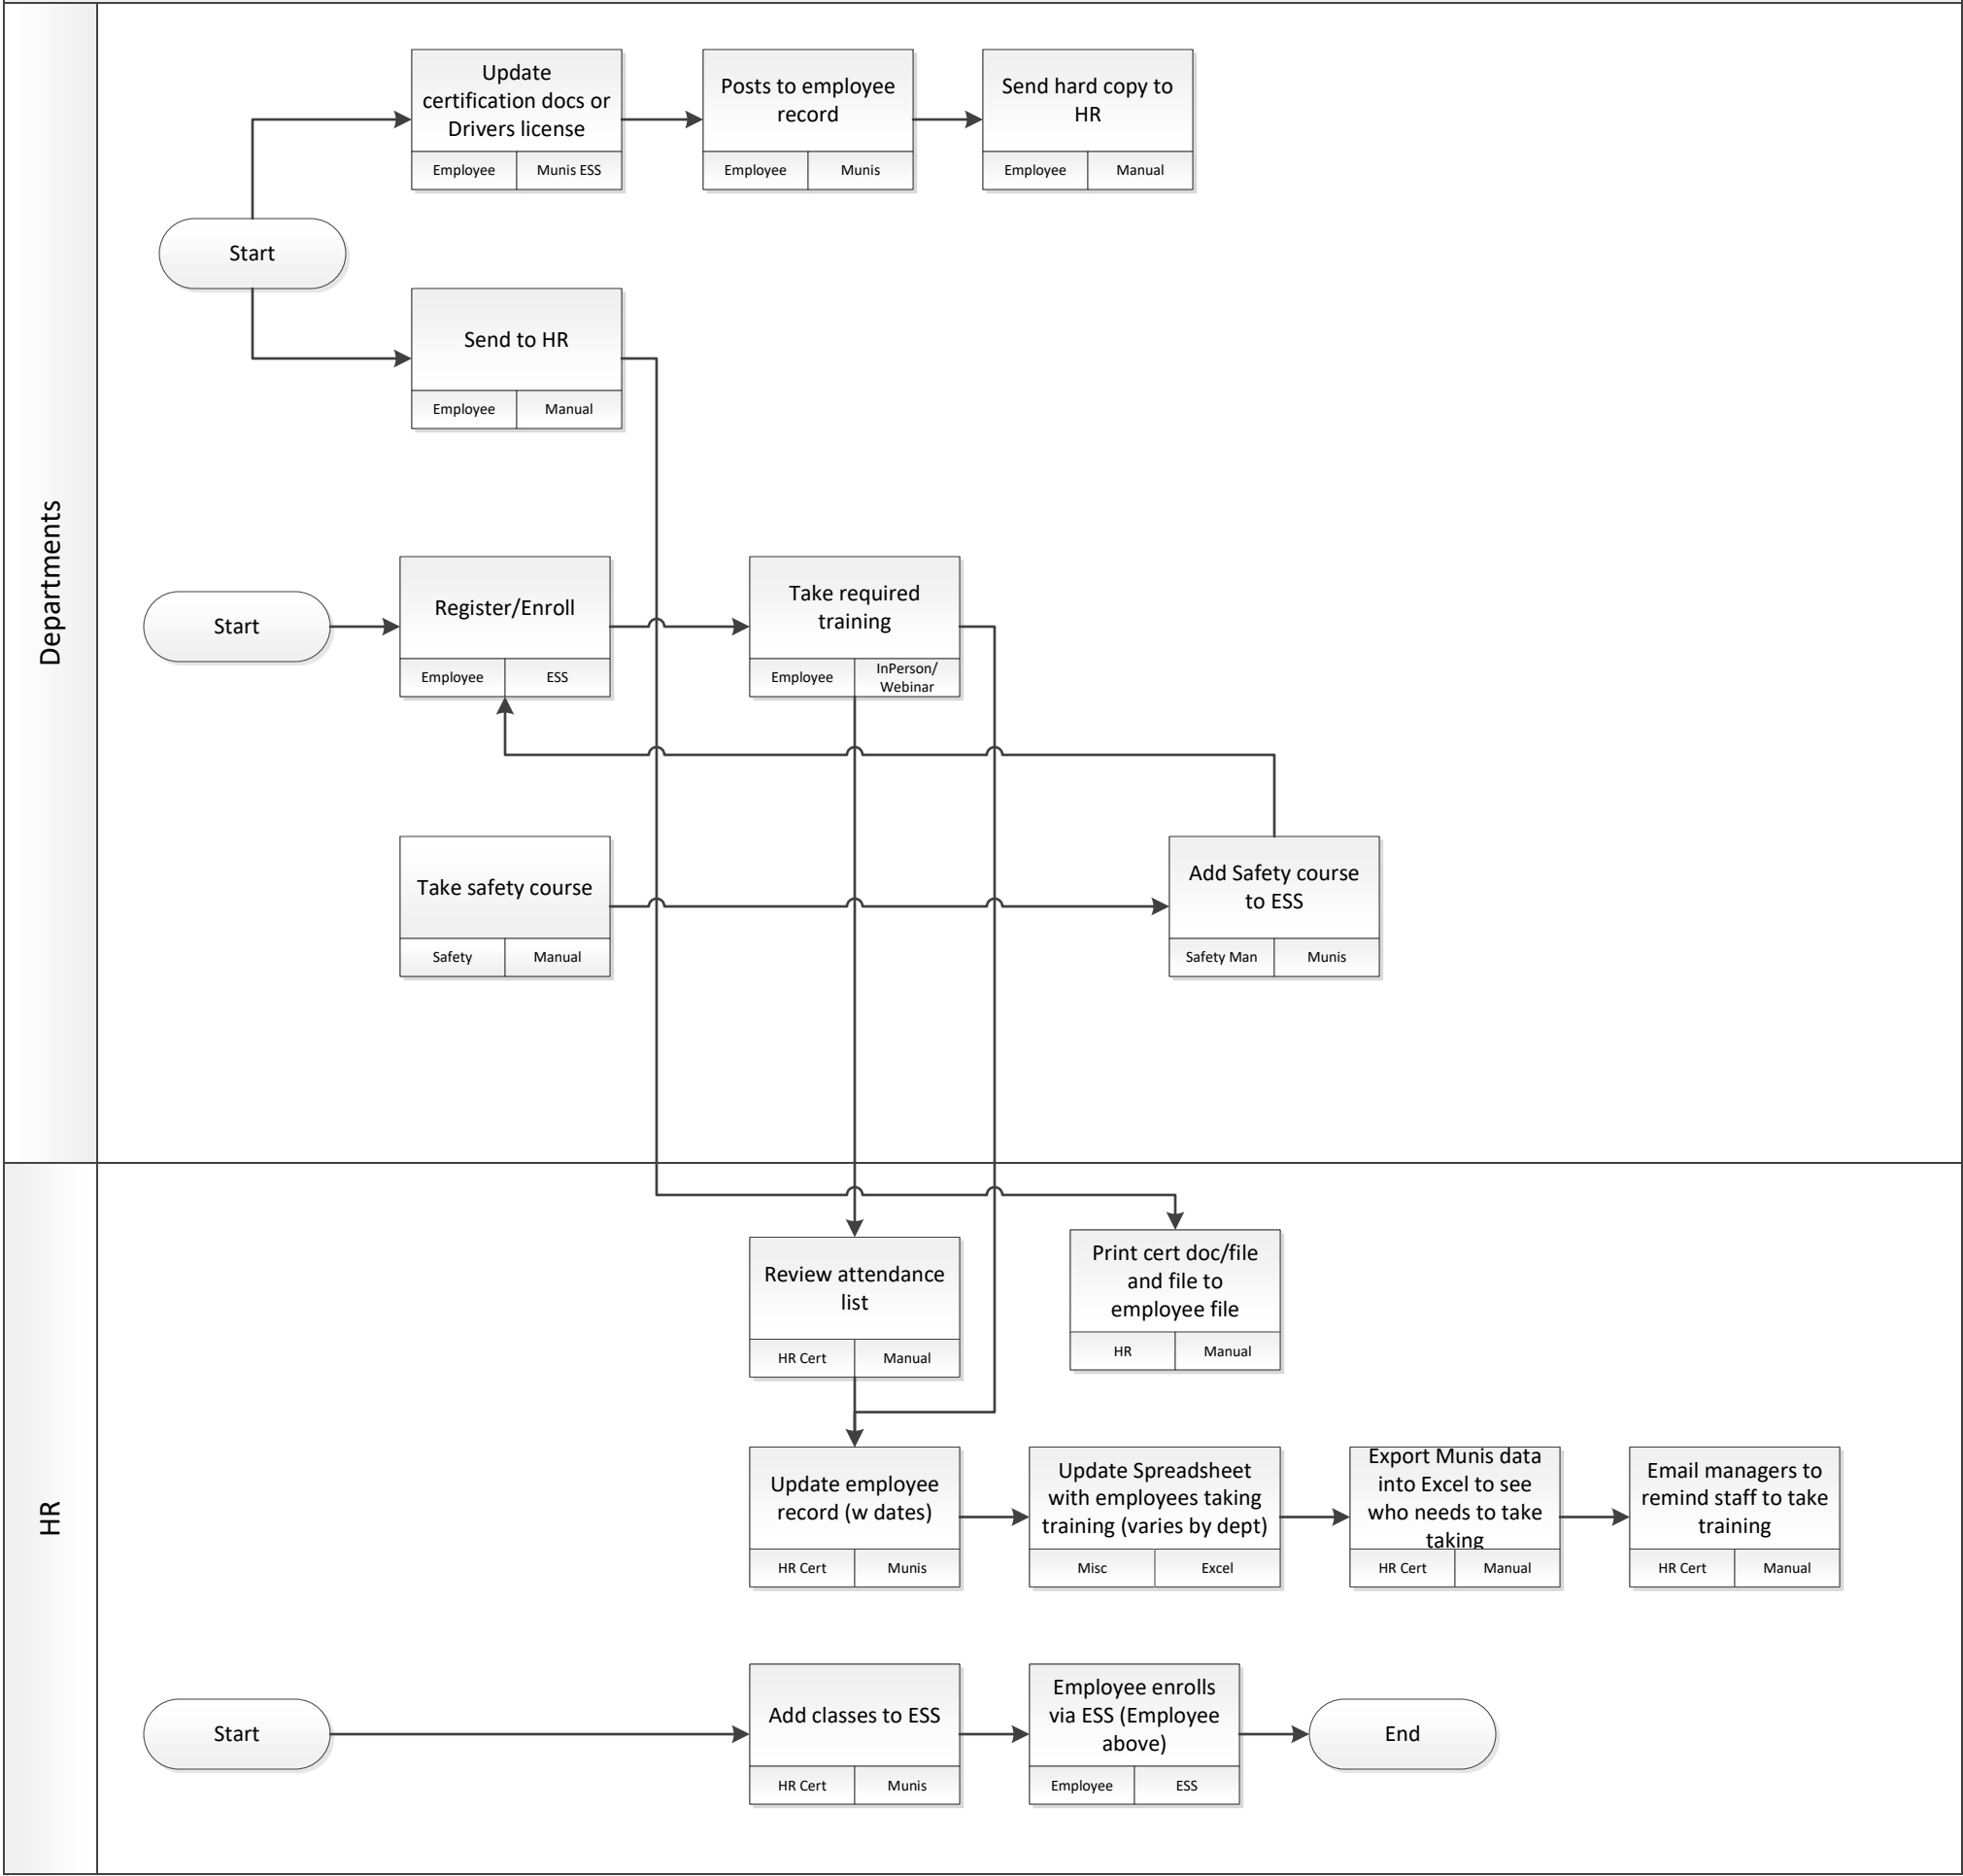 Departments
Update
certification docs or
Drivers license
Employee
Munis ESS
Posts to employee
record
Employee
Munis
Send hard copy to
HR
Employee
Manual
Start
Send to HR
Employee
Manual
Start
Register/Enroll
Employee
ESS
Take required
training
Employee
InPerson/
Webinar
Take safety course
Safety
Manual
Add Safety course
to ESS
Safety Man
Munis
HR
Review attendance
list
HR Cert
Manual
Print cert doc/file
and file to
employee file
HR
Manual
Update employee
record (w dates)
HR Cert
Munis
Update Spreadsheet
with employees taking
training (varies by dept)
Misc
Excel
Export Munis data
into Excel to see
who needs to take
taking
HR Cert
Manual
Email managers to
remind staff to take
training
HR Cert
Manual
Start
Add classes to ESS
HR Cert
Munis
Employee enrolls
via ESS (Employee
above)
Employee
ESS
End